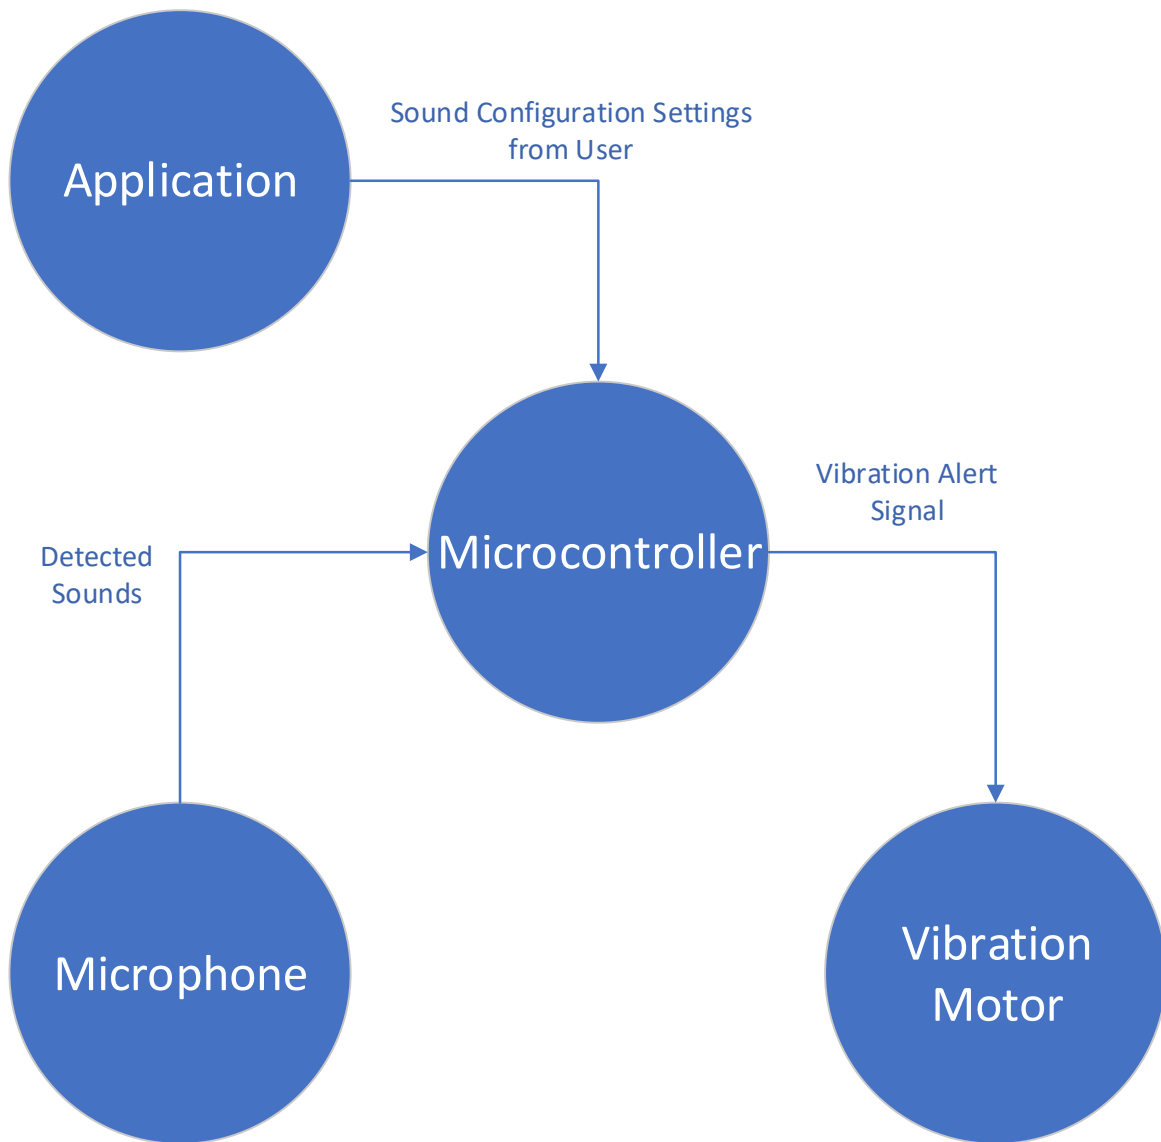 Application
Sound Configuration Settings
from User
Microcontroller
Vibration Alert
Signal
Detected
Sounds
Microphone
Vibration
Motor